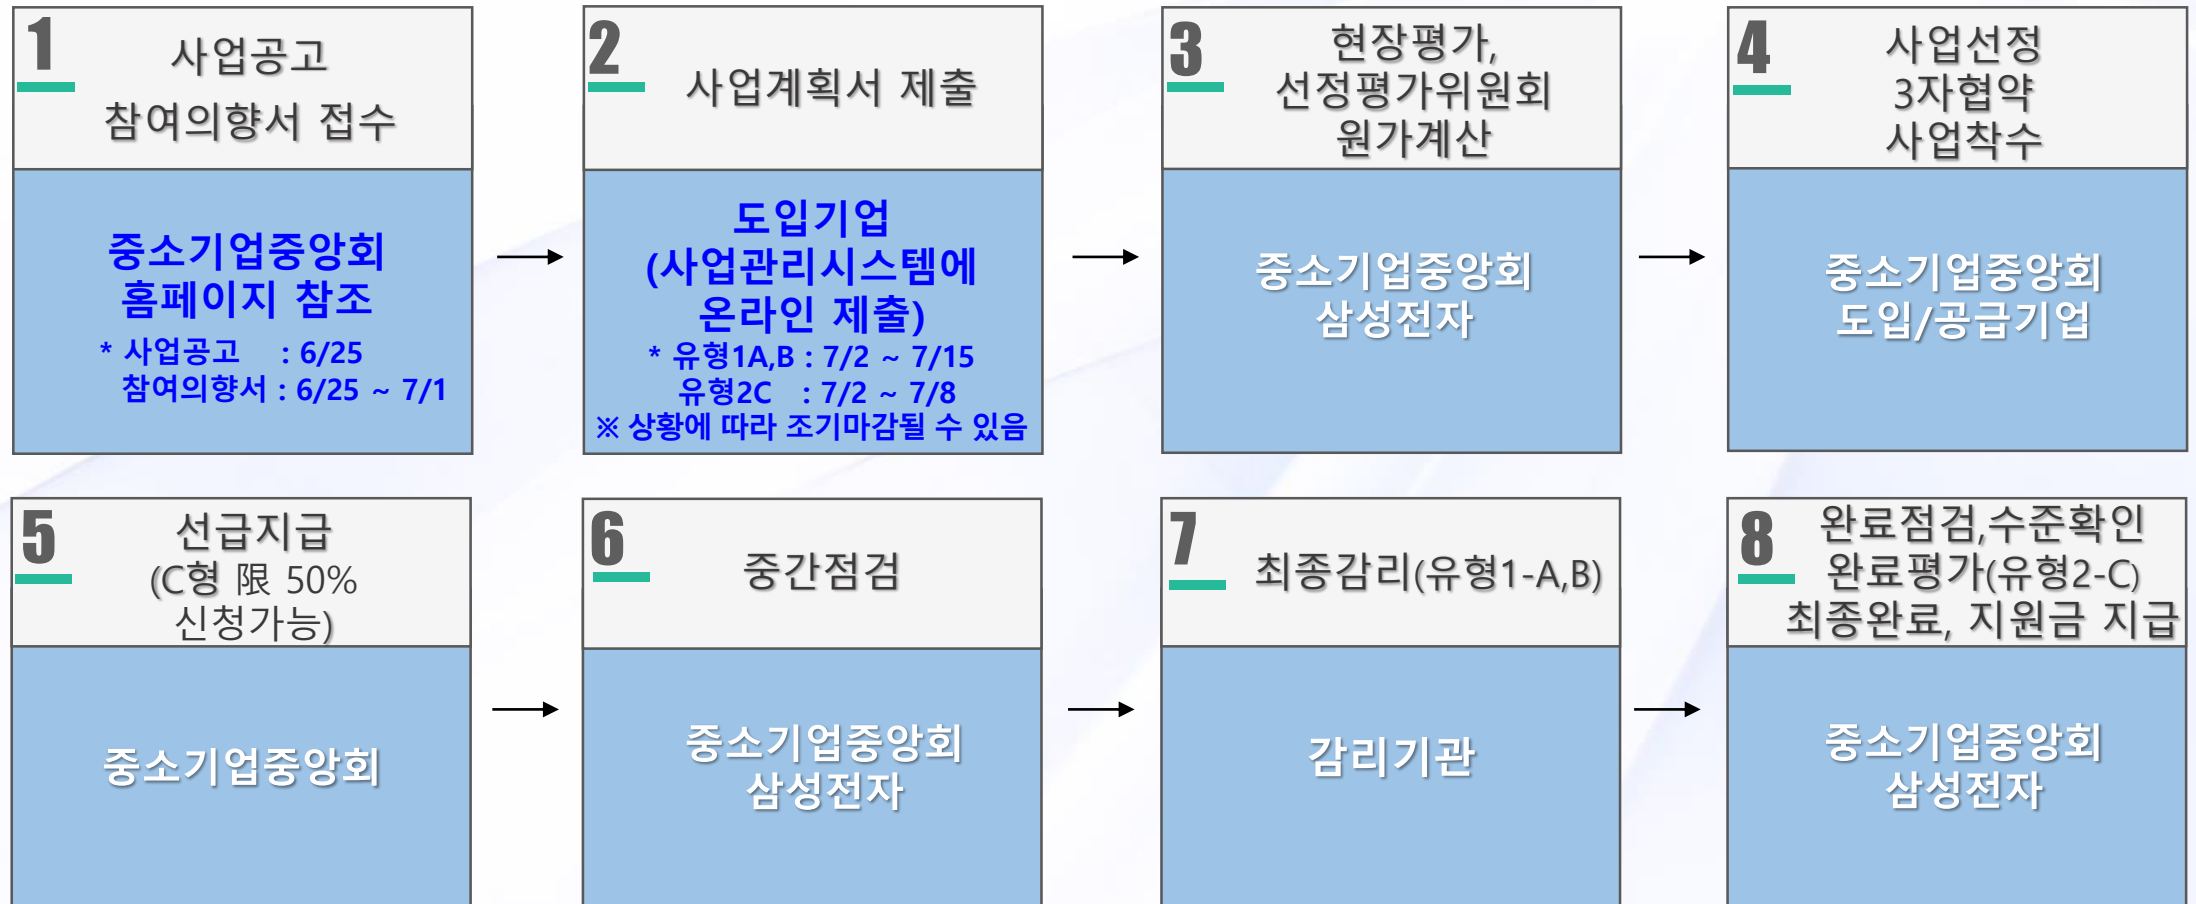 1
사업공고
참여의향서 접수
중소기업중앙회
홈페이지 참조
* 사업공고 : 6/25
참여의향서 : 6/25 ~ 7/1
2
사업계획서 제출
도입기업
(사업관리시스템에
온라인 제출)
* 유형1A,B : 7/2 ~ 7/15
유형2C : 7/2 ~ 7/8
※ 상황에 따라 조기마감될 수 있음
3
현장평가,
선정평가위원회
원가계산
중소기업중앙회
삼성전자
4
사업선정
3자협약
사업착수
중소기업중앙회
도입/공급기업
5
선급지급
(C형 限 50%
신청가능)
중소기업중앙회
6
중간점검
중소기업중앙회
삼성전자
7
최종감리(유형1-A,B)
감리기관
8
완료점검,수준확인
완료평가(유형2-C)
최종완료, 지원금 지급
중소기업중앙회
삼성전자